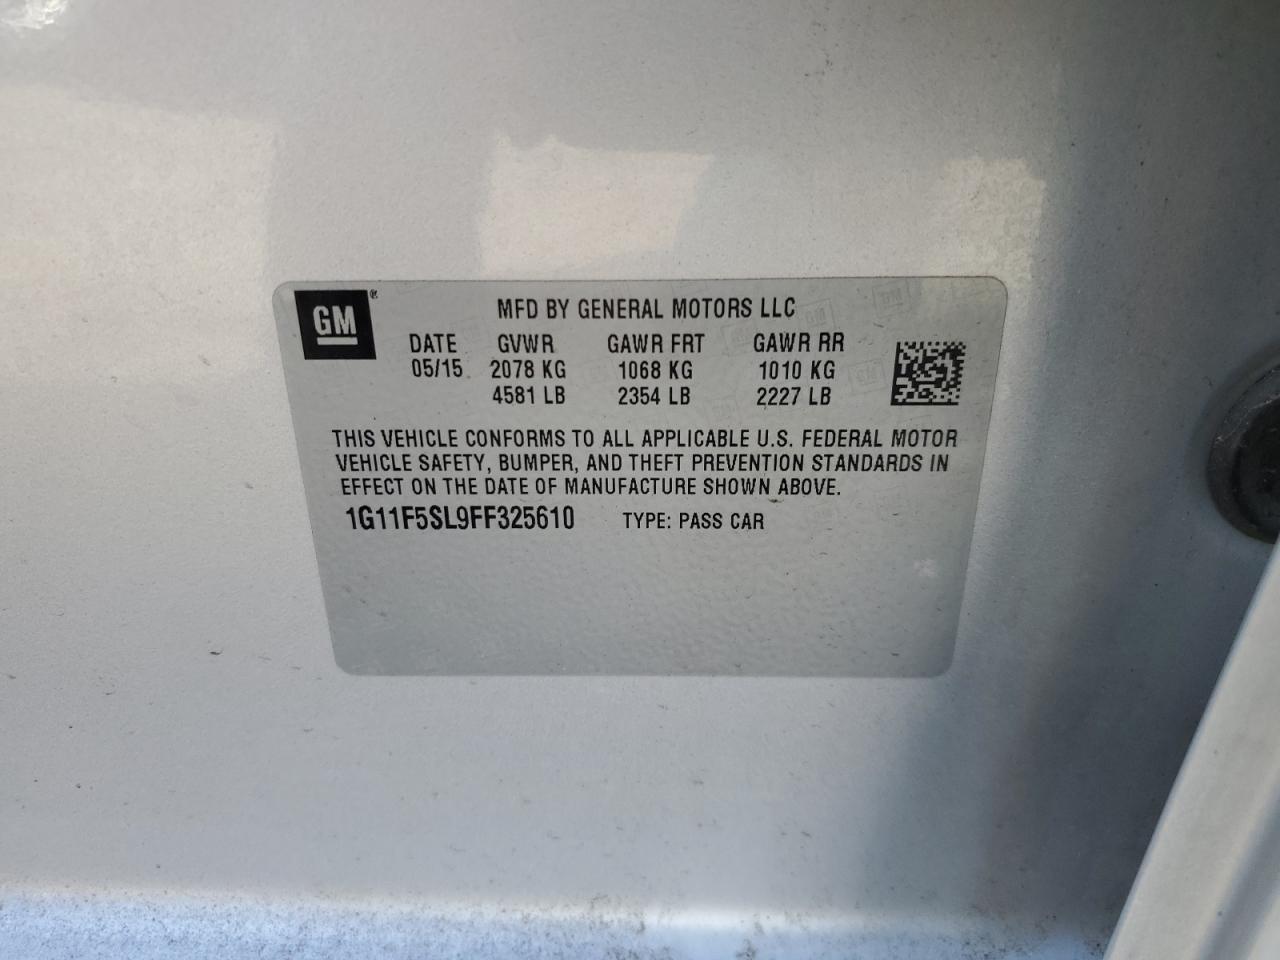 GM®
MFD BY GENERAL MOTORS LLC
DATE GVWR GAWR FRT GAWR RR
05/15 2078 KG 1068 KG 1010 KG
4581 LB 2354 LB 2227 LB
THIS VEHICLE CONFORMS TO ALL APPLICABLE U.S. FEDERAL MOTOR
VEHICLE SAFETY, BUMPER, AND THEFT PREVENTION STANDARDS IN
EFFECT ON THE DATE OF MANUFACTURE SHOWN ABOVE.
1G11F5SL9FF325610 TYPE: PASS CAR